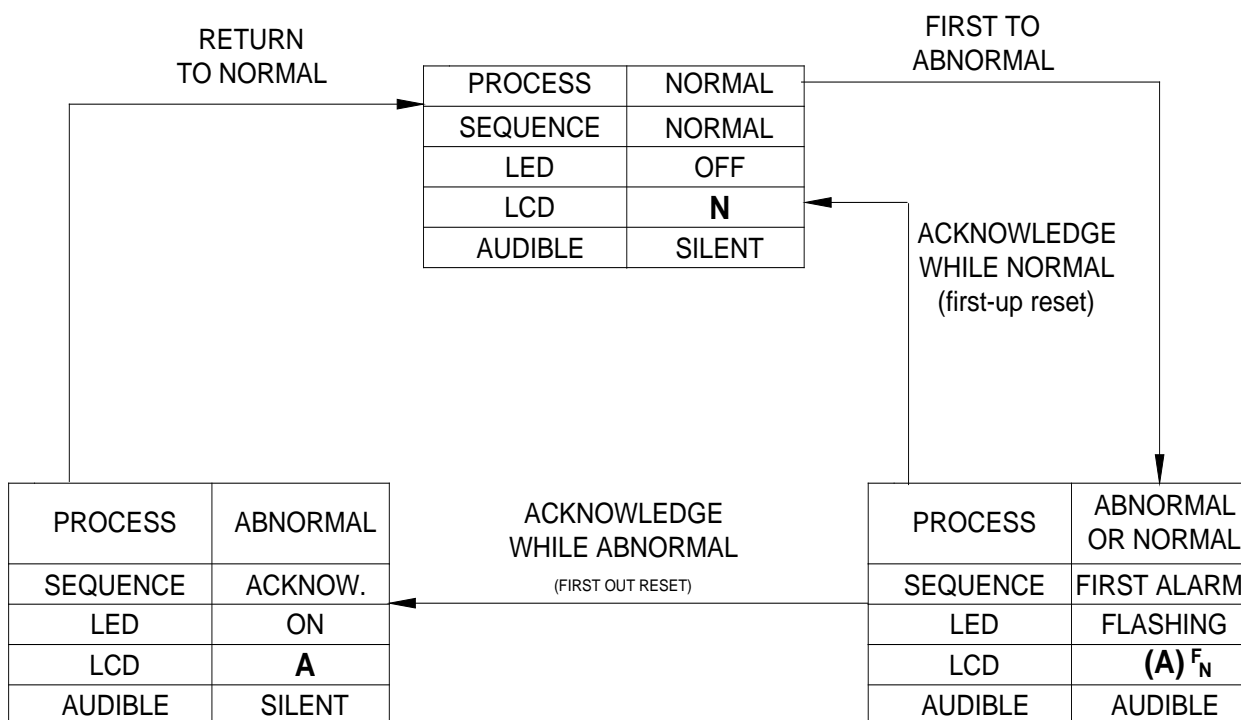 RETURN
TO NORMAL
FIRST TO
ABNORMAL
PROCESS NORMAL
SEQUENCE NORMAL
LED OFF
LCD N
AUDIBLE SILENT
ACKNOWLEDGE
WHILE NORMAL
(first-up reset)
PROCESS ABNORMAL
SEQUENCE ACKNOW.
LED ON
LCD A
AUDIBLE SILENT
ACKNOWLEDGE
WHILE ABNORMAL
(FIRST OUT RESET)
PROCESS ABNORMAL
OR NORMAL
SEQUENCE FIRST ALARM
LED FLASHING
LCD (A) F N
AUDIBLE AUDIBLE